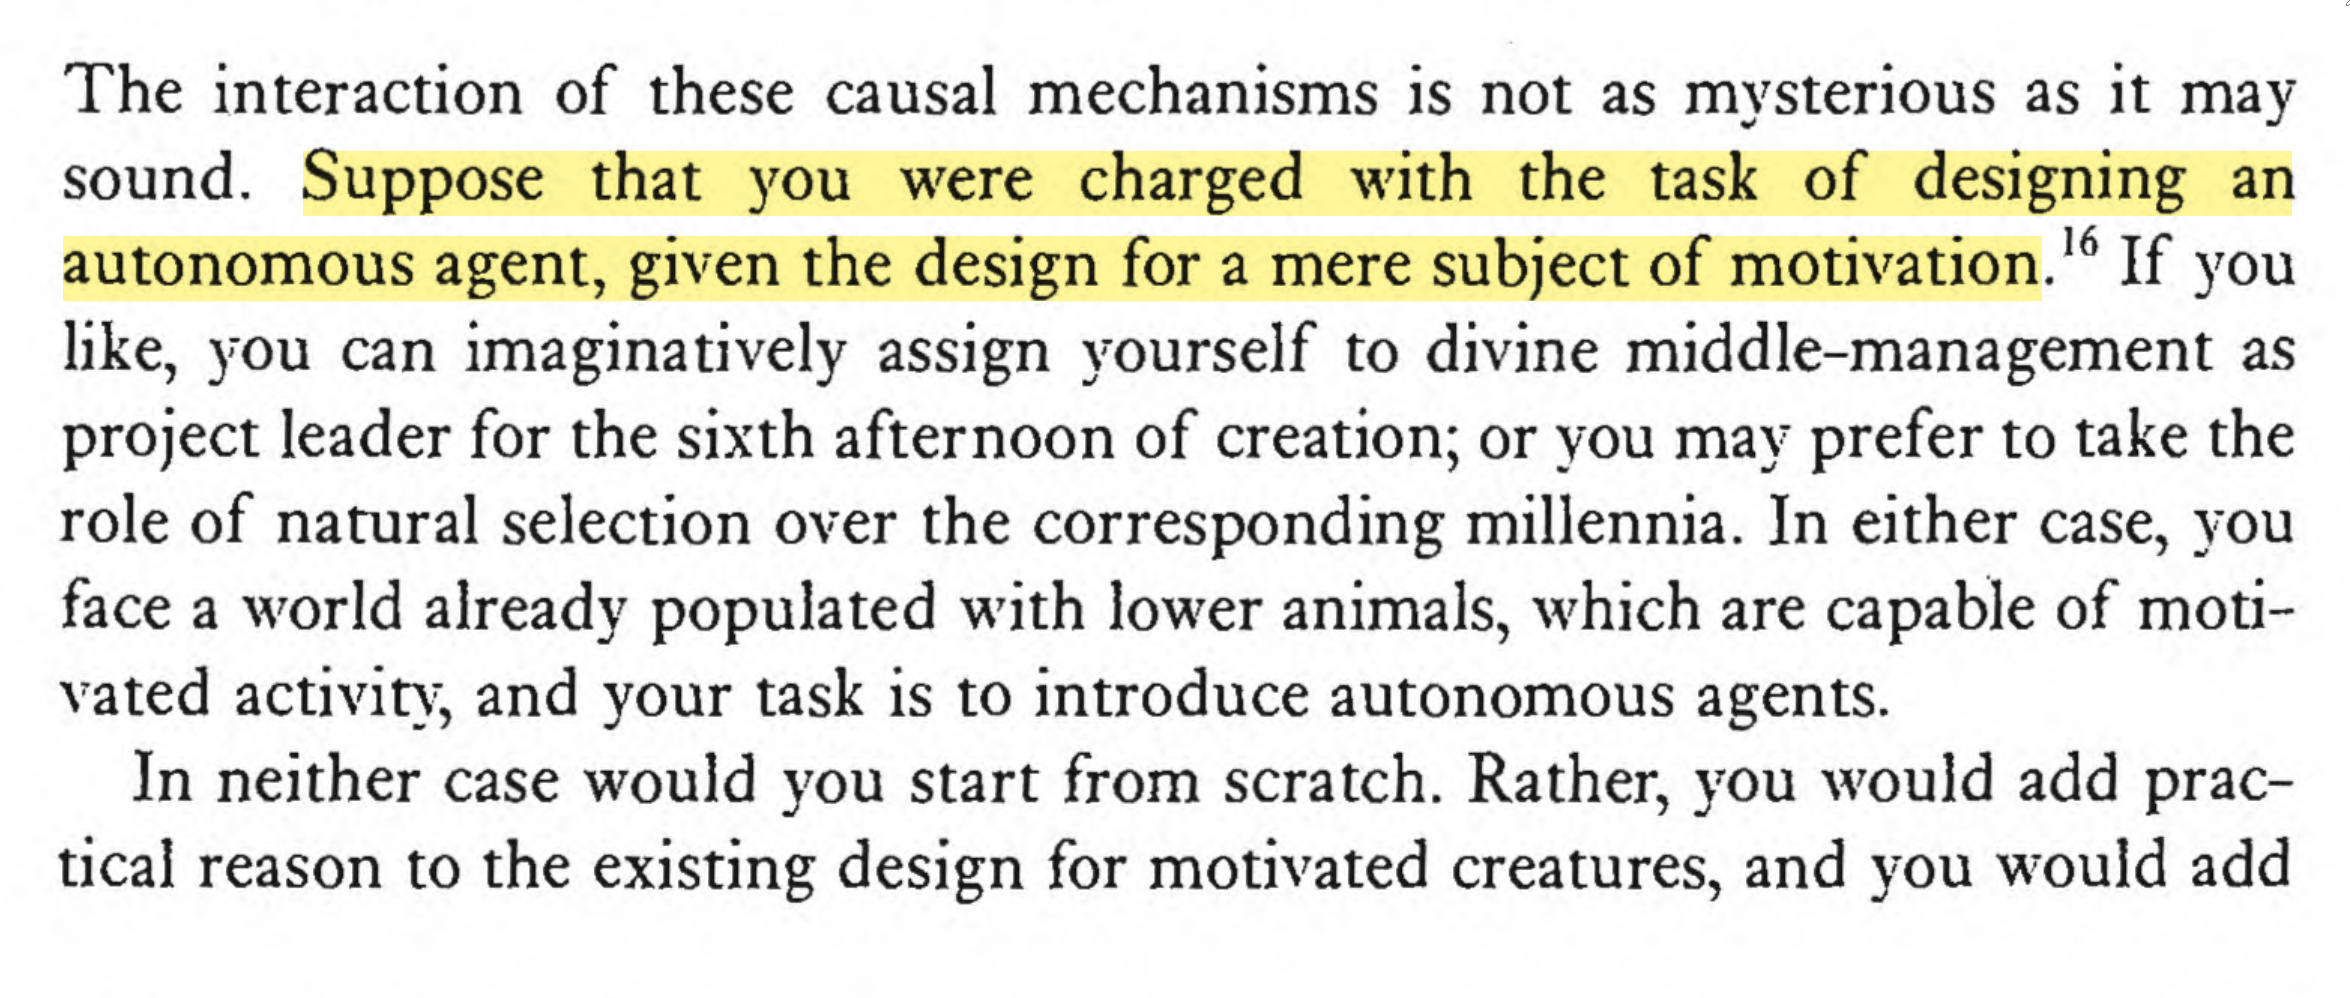 The interaction of these causal mechanisms is not as mysterious as it may
sound. Suppose that you were charged with the task of designing an
autonomous agent, given the design for a mere subject of motivation.16 If you
like, you can imaginatively assign yourself to divine middle-management as
project leader for the sixth afternoon of creation; or you may prefer to take the
role of natural selection over the corresponding millennia. In either case, you
face a world already populated with lower animals, which are capable of moti-
vated activity, and your task is to introduce autonomous agents.
In neither case would you start from scratch. Rather, you would add prac-
tical reason to the existing design for motivated creatures, and you would add